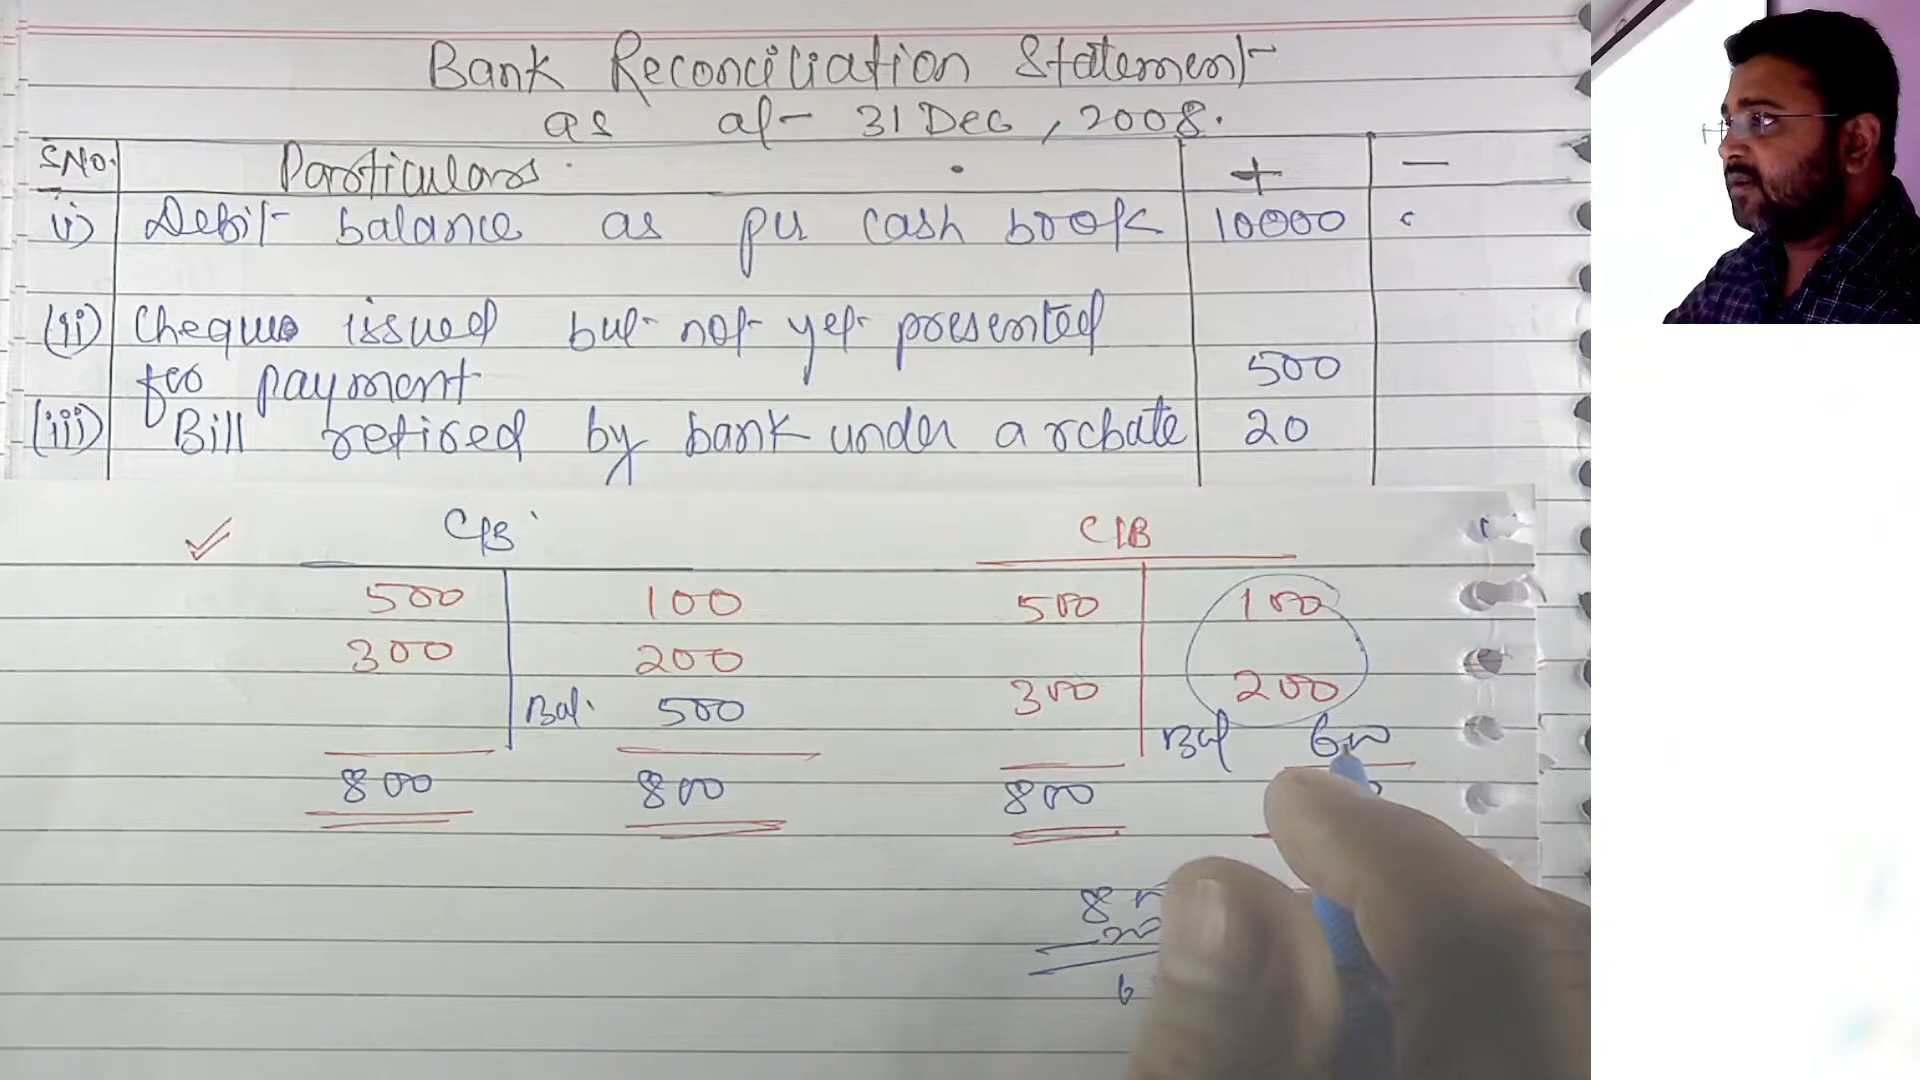 Bank Reconciliation Statement
as at 31 Dec, 2008.
S.No. Particulars. + -
(i) Debit balance as per cash book 10000
(ii) Cheques issued but not yet presented
for payment 500
(iii) Bill retired by bank under a rebate 20
C/B C/B
500 100 500 100
300 200 300 200
Bal. 500 Bal 600
800 800 800
8
6